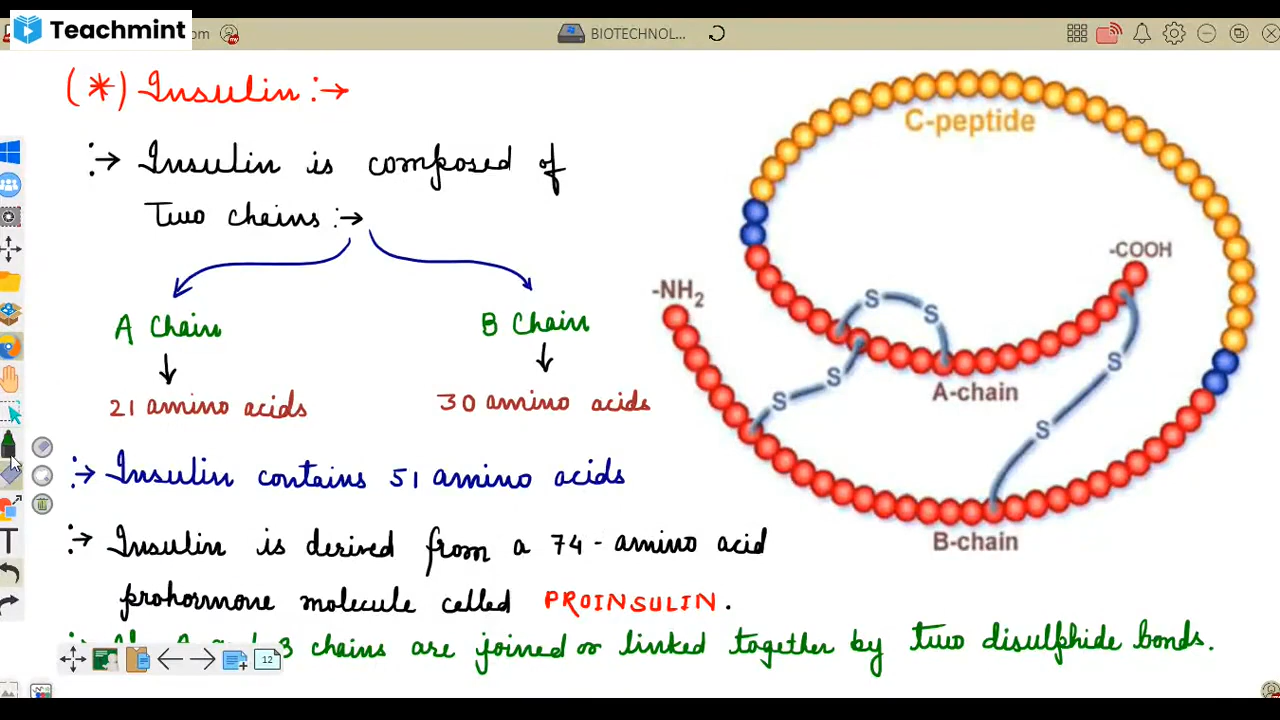 Teachmint
om
BIOTECHNOL...
(*) Insulin :→
:→ Insulin is composed of
Two chains :→
A Chain
B Chain
21 amino acids
30 amino acids
:→ Insulin contains 51 amino acids
:→ Insulin is derived from a 74-amino acid
prohormone molecule called PROINSULIN.
chains are joined or linked together by two disulphide bonds.
C-peptide
-COOH
-NH2
S
S
S
S
S
S
A-chain
B-chain
T
12